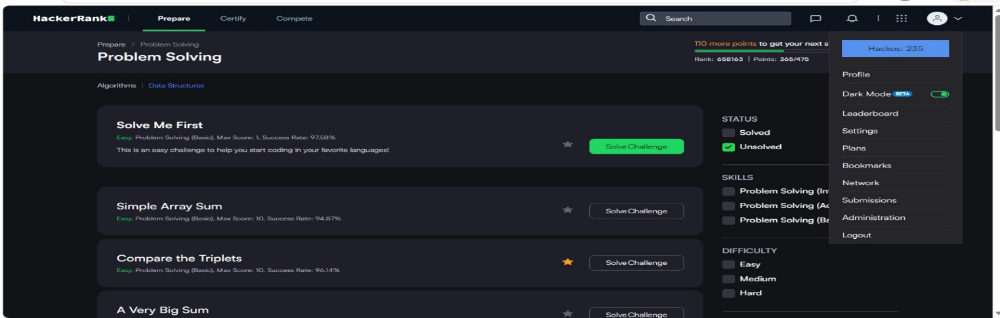 HackerRank | Prepare Certify Compete Search |
Prepare > Problem Solving
Problem Solving
110 more points to get your next s
Rank: 658163 | Points: 365/475
Hackos: 235
Profile
Dark Mode BETA
Leaderboard
Settings
Plans
Bookmarks
Network
Submissions
Administration
Logout
Algorithms | Data Structures
Solve Me First
Easy, Problem Solving (Basic), Max Score: 1, Success Rate: 97.58%
This is an easy challenge to help you start coding in your favorite languages!
Solve Challenge
Simple Array Sum
Easy, Problem Solving (Basic), Max Score: 10, Success Rate: 94.87%
Solve Challenge
Compare the Triplets
Easy, Problem Solving (Basic), Max Score: 10, Success Rate: 96.14%
Solve Challenge
A Very Big Sum
Solve Challenge
STATUS
Solved
Unsolved
SKILLS
Problem Solving (In
Problem Solving (Ad
Problem Solving (Ba
DIFFICULTY
Easy
Medium
Hard